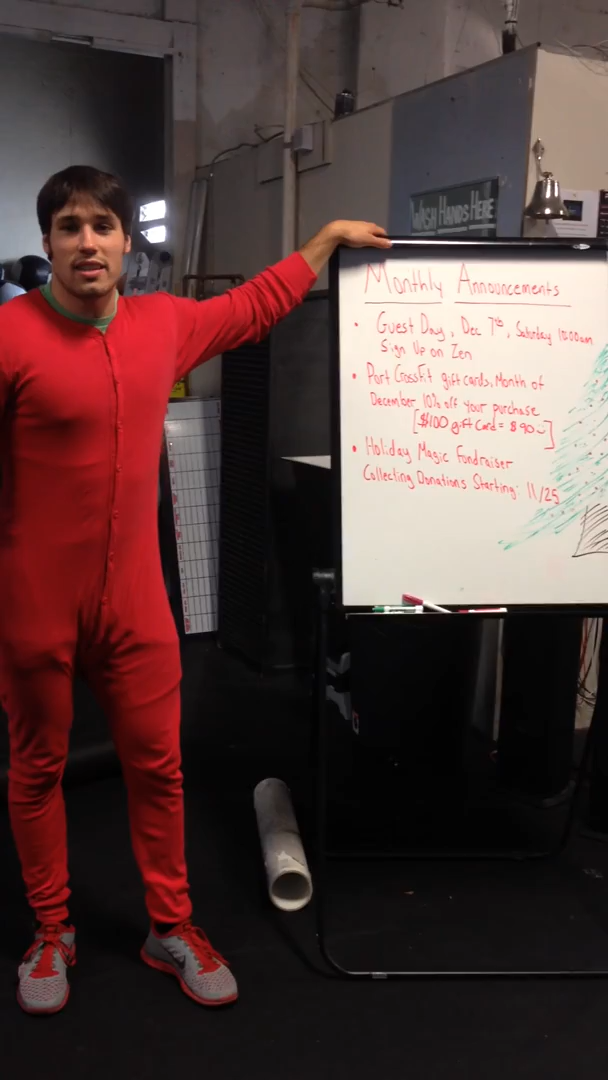 WASH HANDS HERE
Monthly Announcements
• Guest Day, Dec 7th, Saturday 10:00am
Sign Up on Zen
• Port CrossFit gift cards, Month of
December 10% off your purchase
[$100 gift card = $90 ☺]
• Holiday Magic Fundraiser
Collecting Donations Starting: 11/25